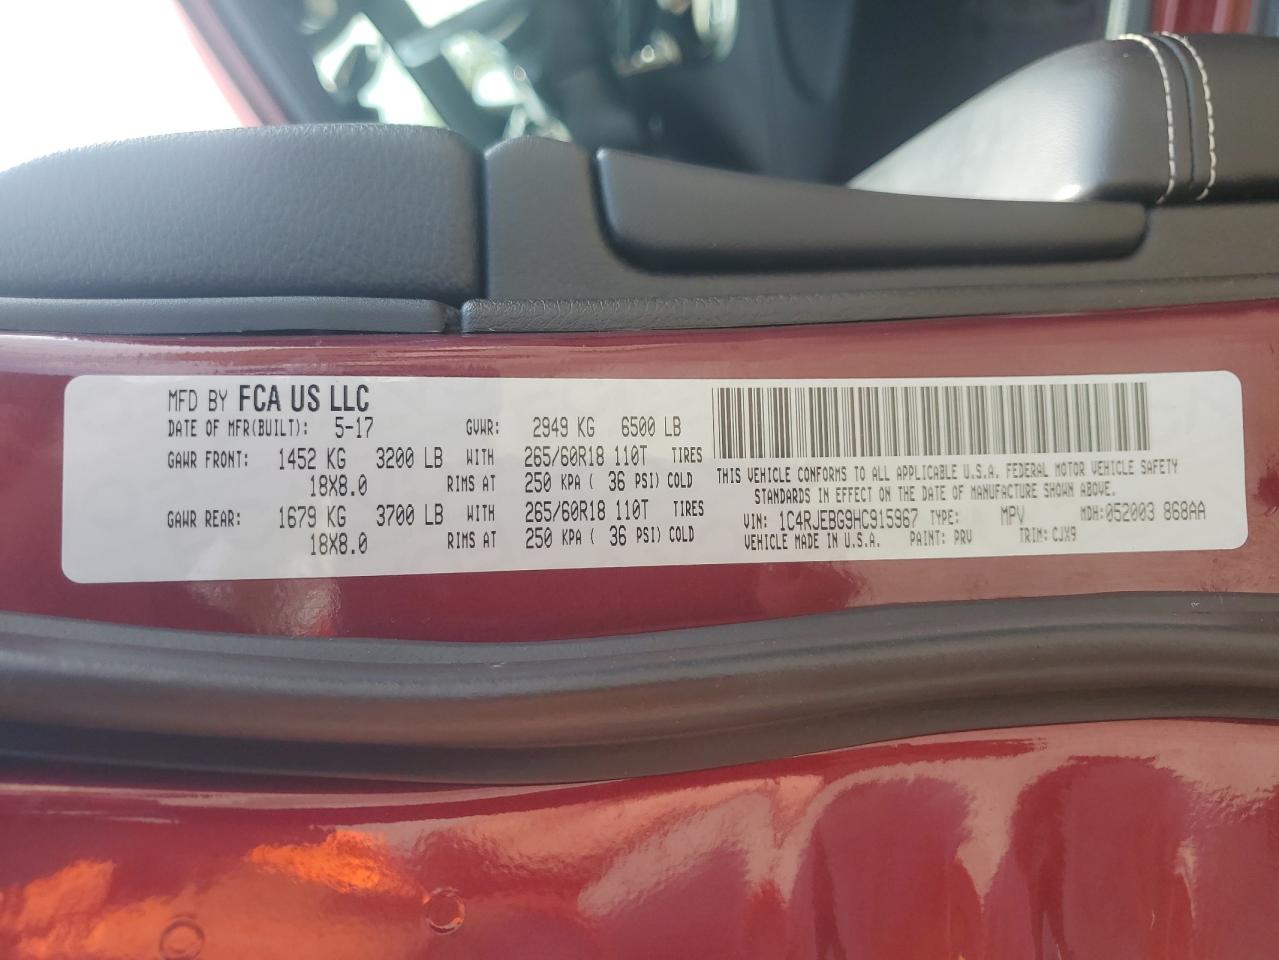 MFD BY FCA US LLC
DATE OF MFR(BUILT): 5-17 GVWR: 2949 KG 6500 LB
GAWR FRONT: 1452 KG 3200 LB WITH 265/60R18 110T TIRES
18X8.0 RIMS AT 250 KPA ( 36 PSI) COLD
GAWR REAR: 1679 KG 3700 LB WITH 265/60R18 110T TIRES
18X8.0 RIMS AT 250 KPA ( 36 PSI) COLD
THIS VEHICLE CONFORMS TO ALL APPLICABLE U.S.A. FEDERAL MOTOR VEHICLE SAFETY
STANDARDS IN EFFECT ON THE DATE OF MANUFACTURE SHOWN ABOVE.
VIN: 1C4RJEBG9HC915967 TYPE: MPV MDH:052003 868AA
VEHICLE MADE IN U.S.A. PAINT: PRV TRIM: CJX9